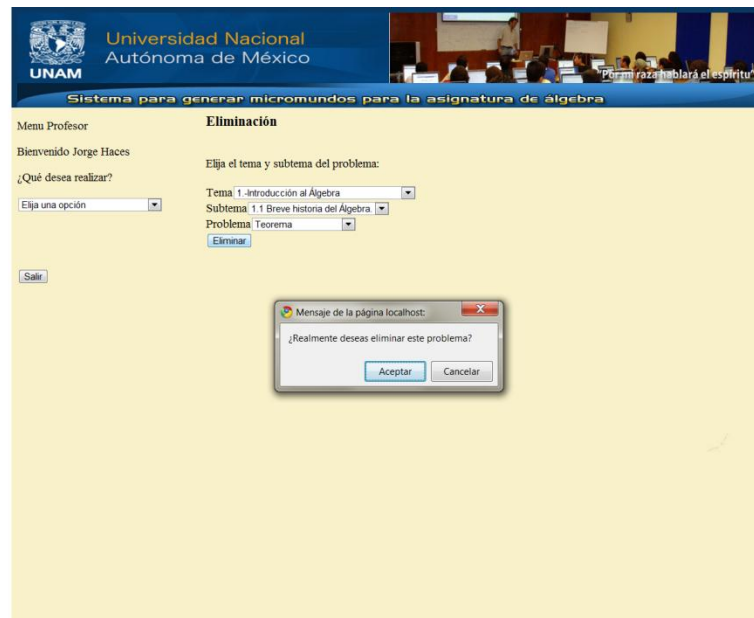 Universidad Nacional
Autónoma de México
UNAM
"Por mi raza hablará el espíritu"
Sistema para generar micromundos para la asignatura de álgebra
Menu Profesor
Bienvenido Jorge Haces
¿Qué desea realizar?
Elija una opción
Salir
Eliminación
Elija el tema y subtema del problema:
Tema 1.-Introducción al Álgebra
Subtema 1.1 Breve historia del Álgebra.
Problema Teorema
Eliminar
Mensaje de la página localhost:
¿Realmente deseas eliminar este problema?
Aceptar Cancelar